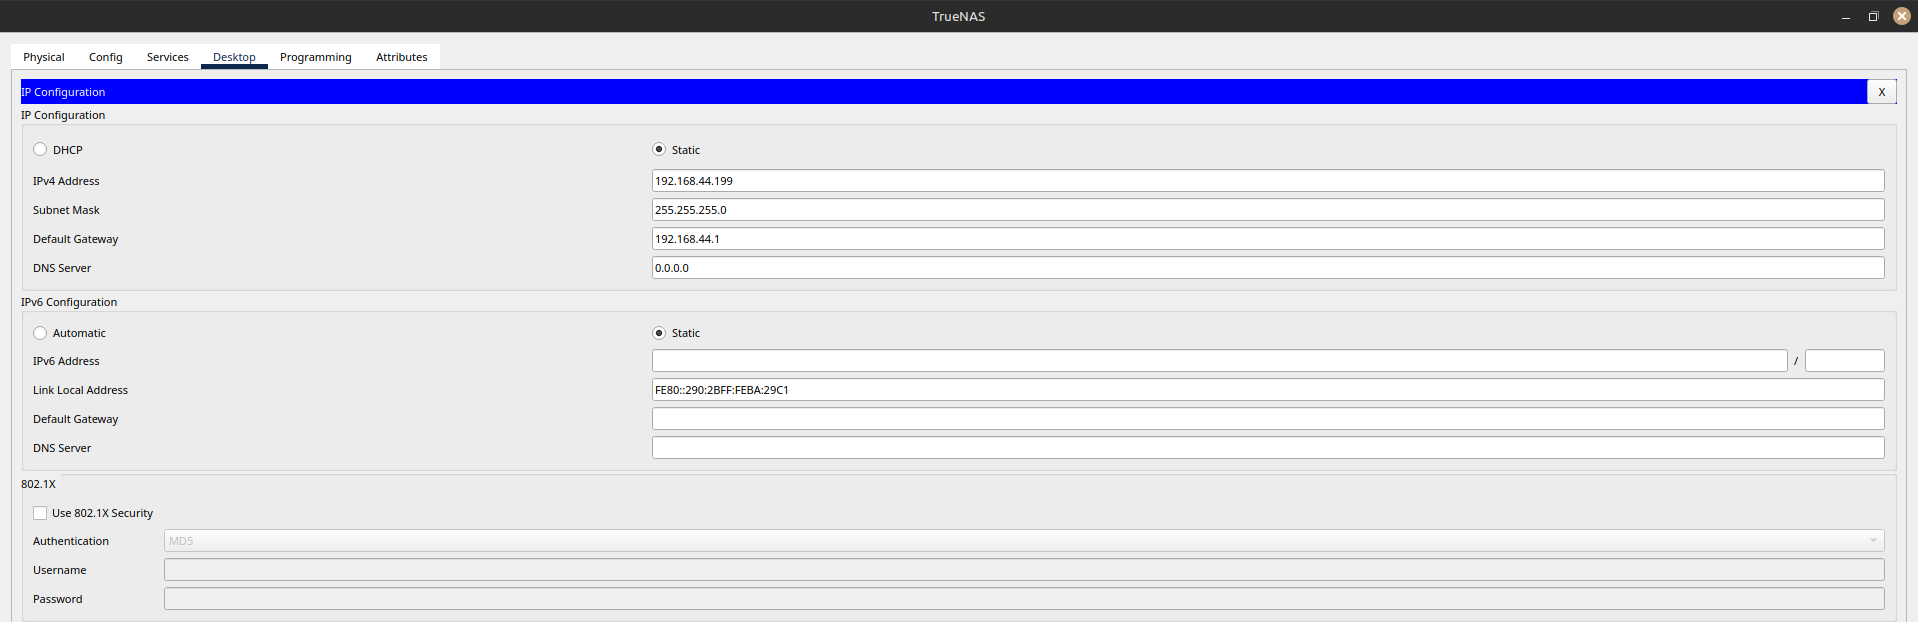 TrueNAS
Physical Config Services Desktop Programming Attributes
IP Configuration X
IP Configuration
DHCP Static
IPv4 Address 192.168.44.199
Subnet Mask 255.255.255.0
Default Gateway 192.168.44.1
DNS Server 0.0.0.0
IPv6 Configuration
Automatic Static
IPv6 Address /
Link Local Address FE80::290:2BFF:FEBA:29C1
Default Gateway
DNS Server
802.1X
Use 802.1X Security
Authentication MD5
Username
Password